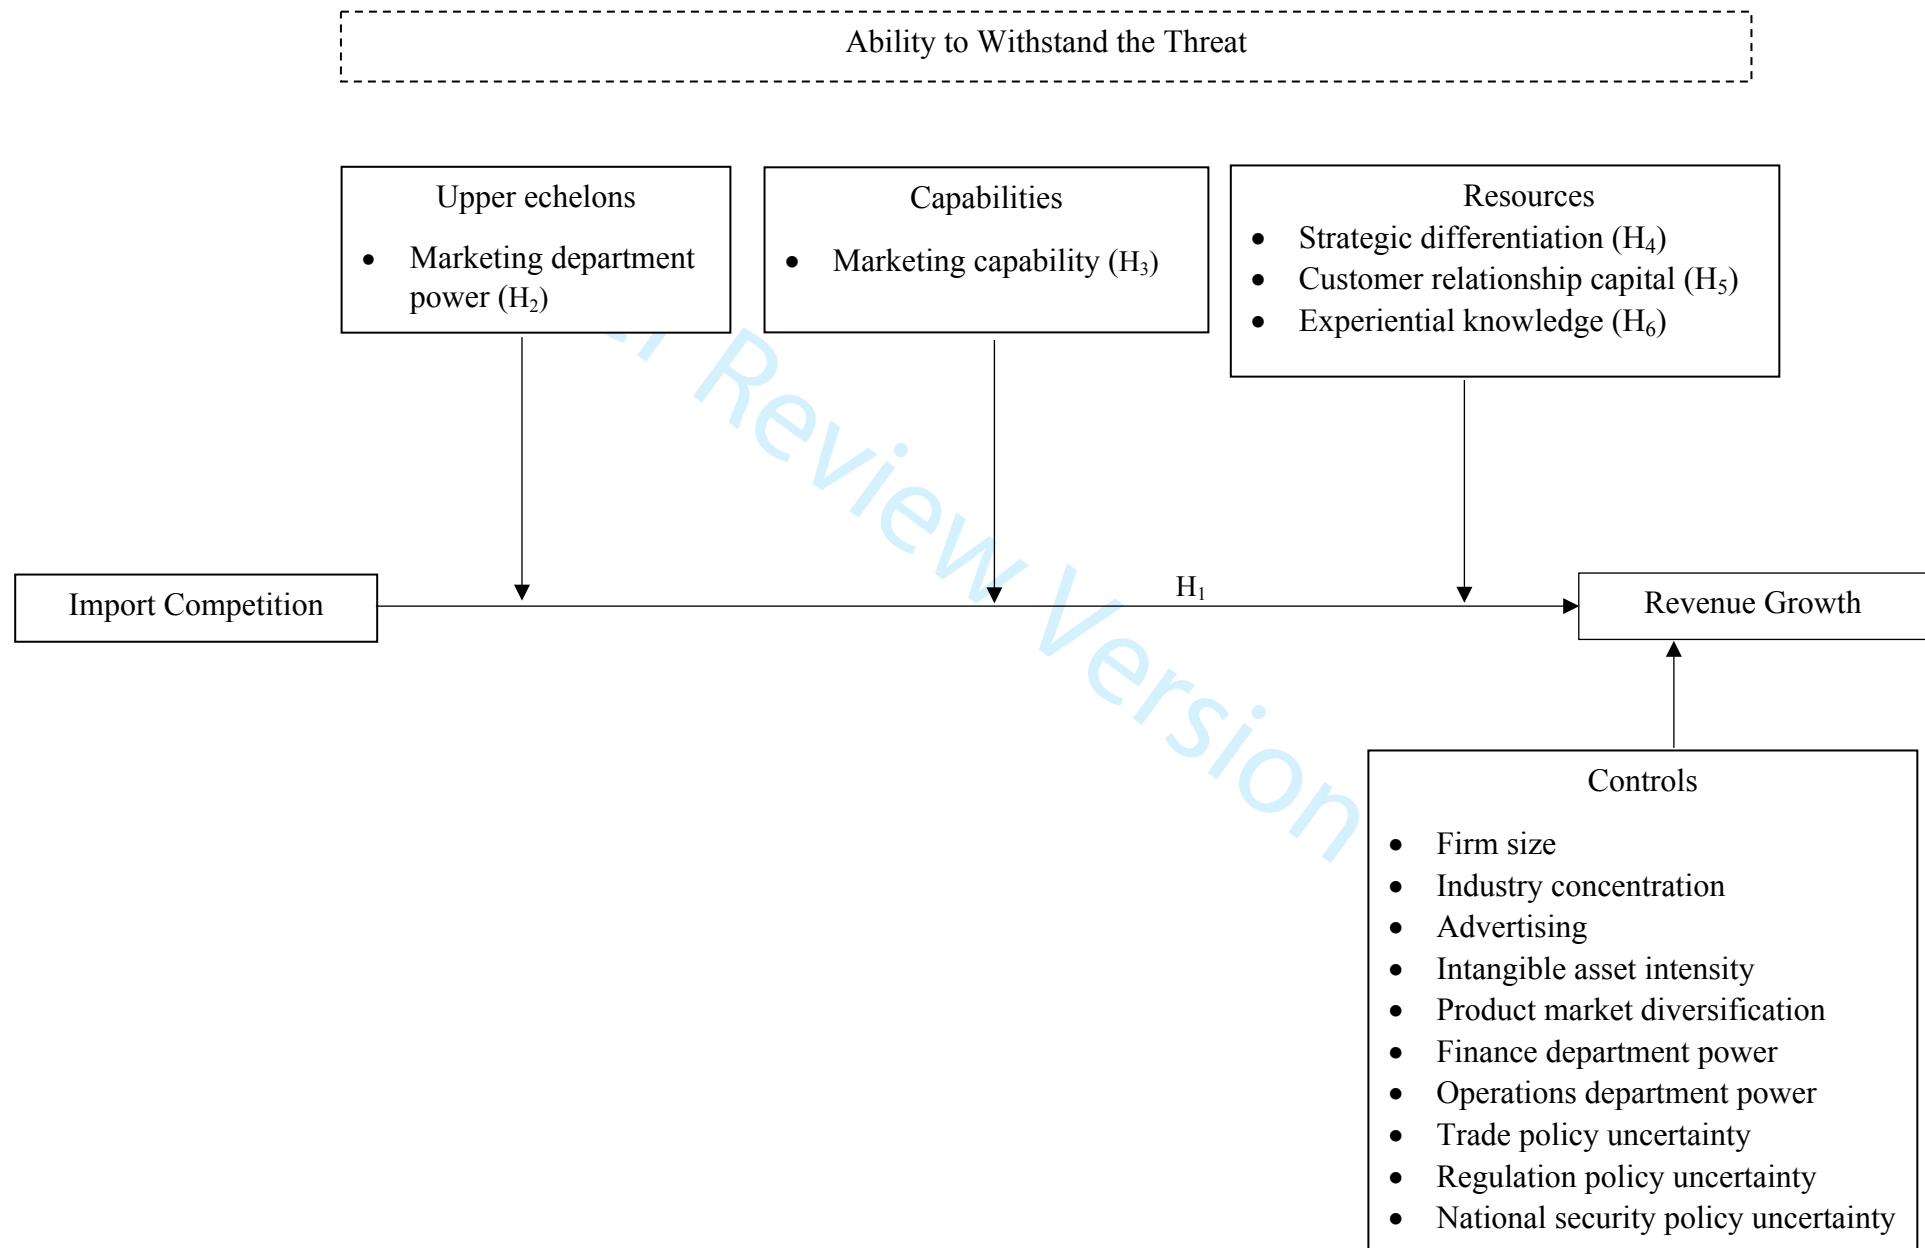 Ability to Withstand the Threat
Upper echelons
• Marketing department
power (H₂)
Capabilities
• Marketing capability (H₃)
Resources
• Strategic differentiation (H₄)
• Customer relationship capital (H₅)
• Experiential knowledge (H₆)
Review Version
Import Competition
H₁
Revenue Growth
Controls
• Firm size
• Industry concentration
• Advertising
• Intangible asset intensity
• Product market diversification
• Finance department power
• Operations department power
• Trade policy uncertainty
• Regulation policy uncertainty
• National security policy uncertainty